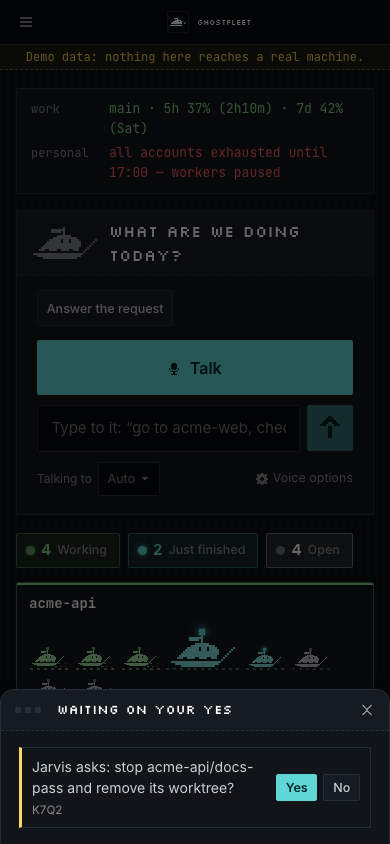 GHOSTFLEET
Demo data: nothing here reaches a real machine.
work main · 5h 37% (2h10m) · 7d 42%
(Sat)
personal all accounts exhausted until
17:00 — workers paused
WHAT ARE WE DOING
TODAY?
Answer the request
Talk
Type to it: “go to acme-web, chec
Talking to Auto Voice options
4 Working 2 Just finished 4 Open
acme-api
WAITING ON YOUR YES
Jarvis asks: stop acme-api/docs-
pass and remove its worktree?
K7Q2
Yes No